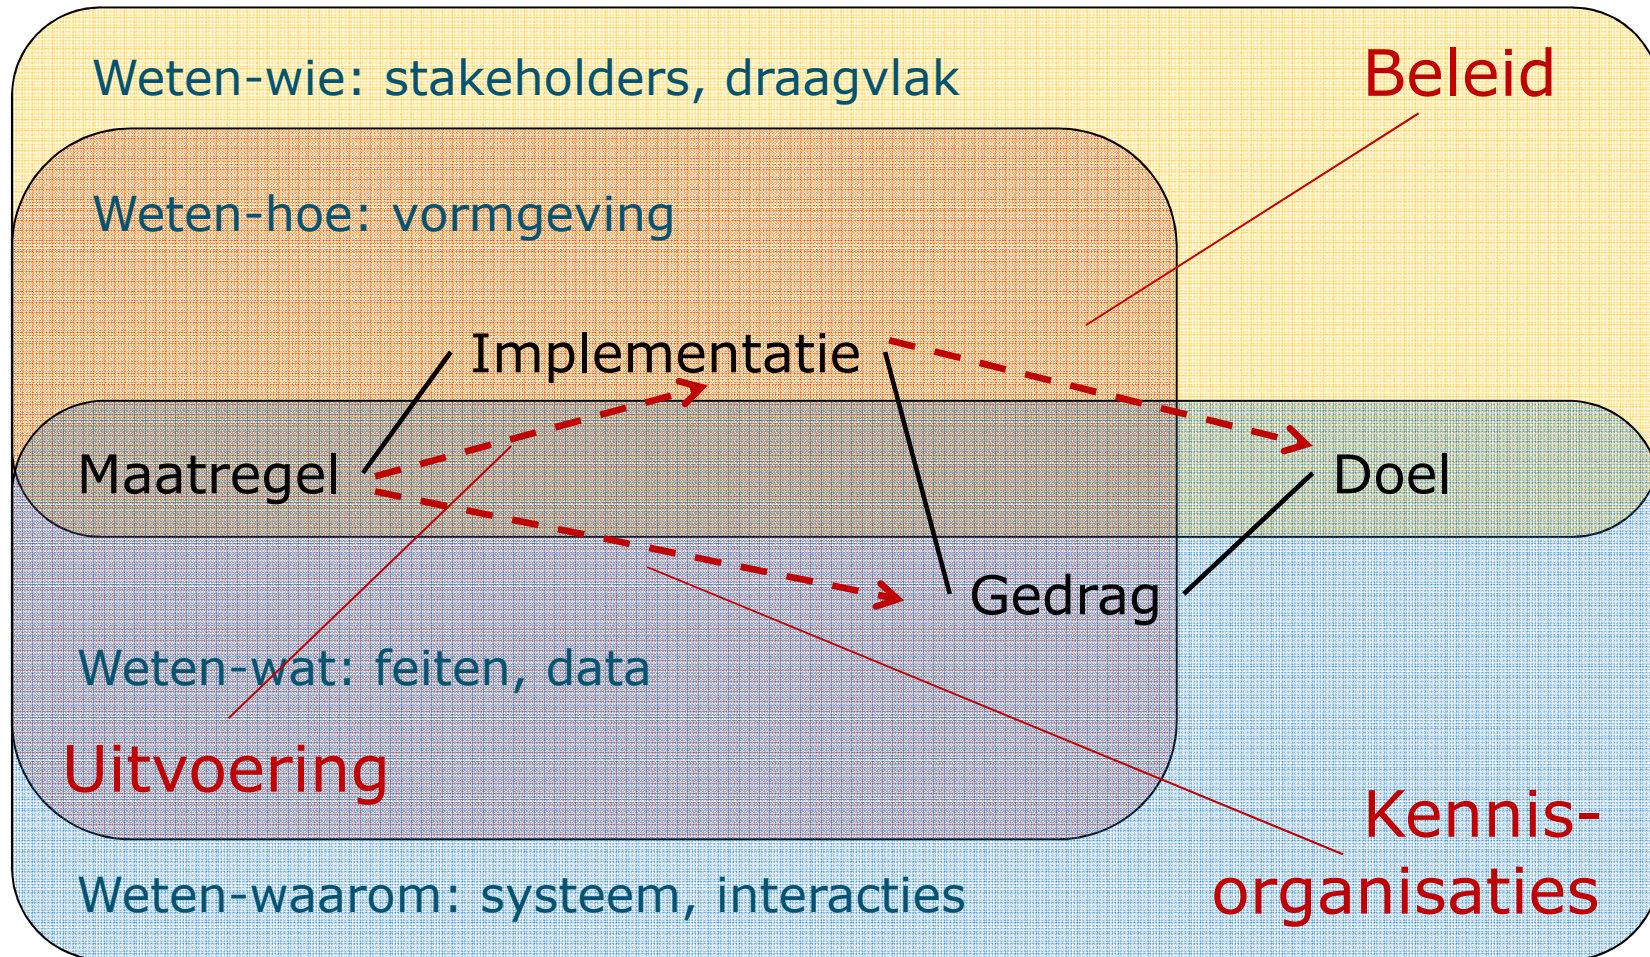 Weten-wie: stakeholders, draagvlak
Beleid
Weten-hoe: vormgeving
Implementatie
Maatregel
Doel
Gedrag
Weten-wat: feiten, data
Uitvoering
Kennis-
organisaties
Weten-waarom: systeem, interacties